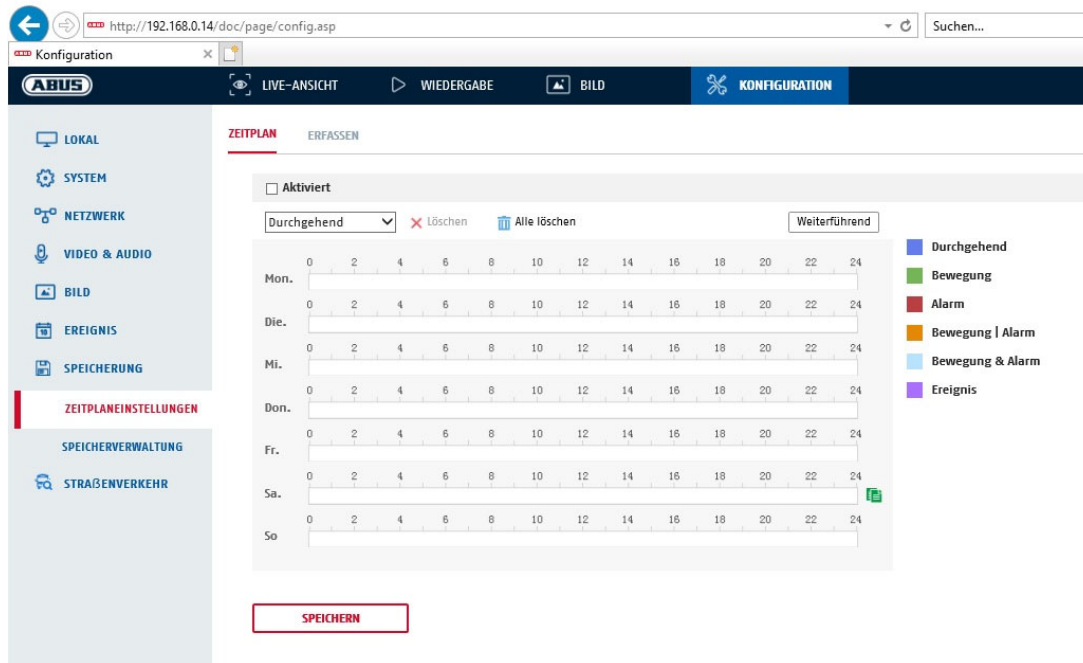 http://192.168.0.14/doc/page/config.asp
Suchen...
Konfiguration
ABUS
LIVE-ANSICHT
WIEDERGABE
BILD
KONFIGURATION
LOKAL
SYSTEM
NETZWERK
VIDEO & AUDIO
BILD
EREIGNIS
SPEICHERUNG
ZEITPLANEINSTELLUNGEN
SPEICHERVERWALTUNG
STRAßENVERKEHR
ZEITPLAN ERFASSEN
Aktiviert
Durchgehend Löschen Alle löschen Weiterführend
0 2 4 6 8 10 12 14 16 18 20 22 24
Mon.
0 2 4 6 8 10 12 14 16 18 20 22 24
Die.
0 2 4 6 8 10 12 14 16 18 20 22 24
Mi.
0 2 4 6 8 10 12 14 16 18 20 22 24
Don.
0 2 4 6 8 10 12 14 16 18 20 22 24
Fr.
0 2 4 6 8 10 12 14 16 18 20 22 24
Sa.
0 2 4 6 8 10 12 14 16 18 20 22 24
So
Durchgehend
Bewegung
Alarm
Bewegung | Alarm
Bewegung & Alarm
Ereignis
SPEICHERN